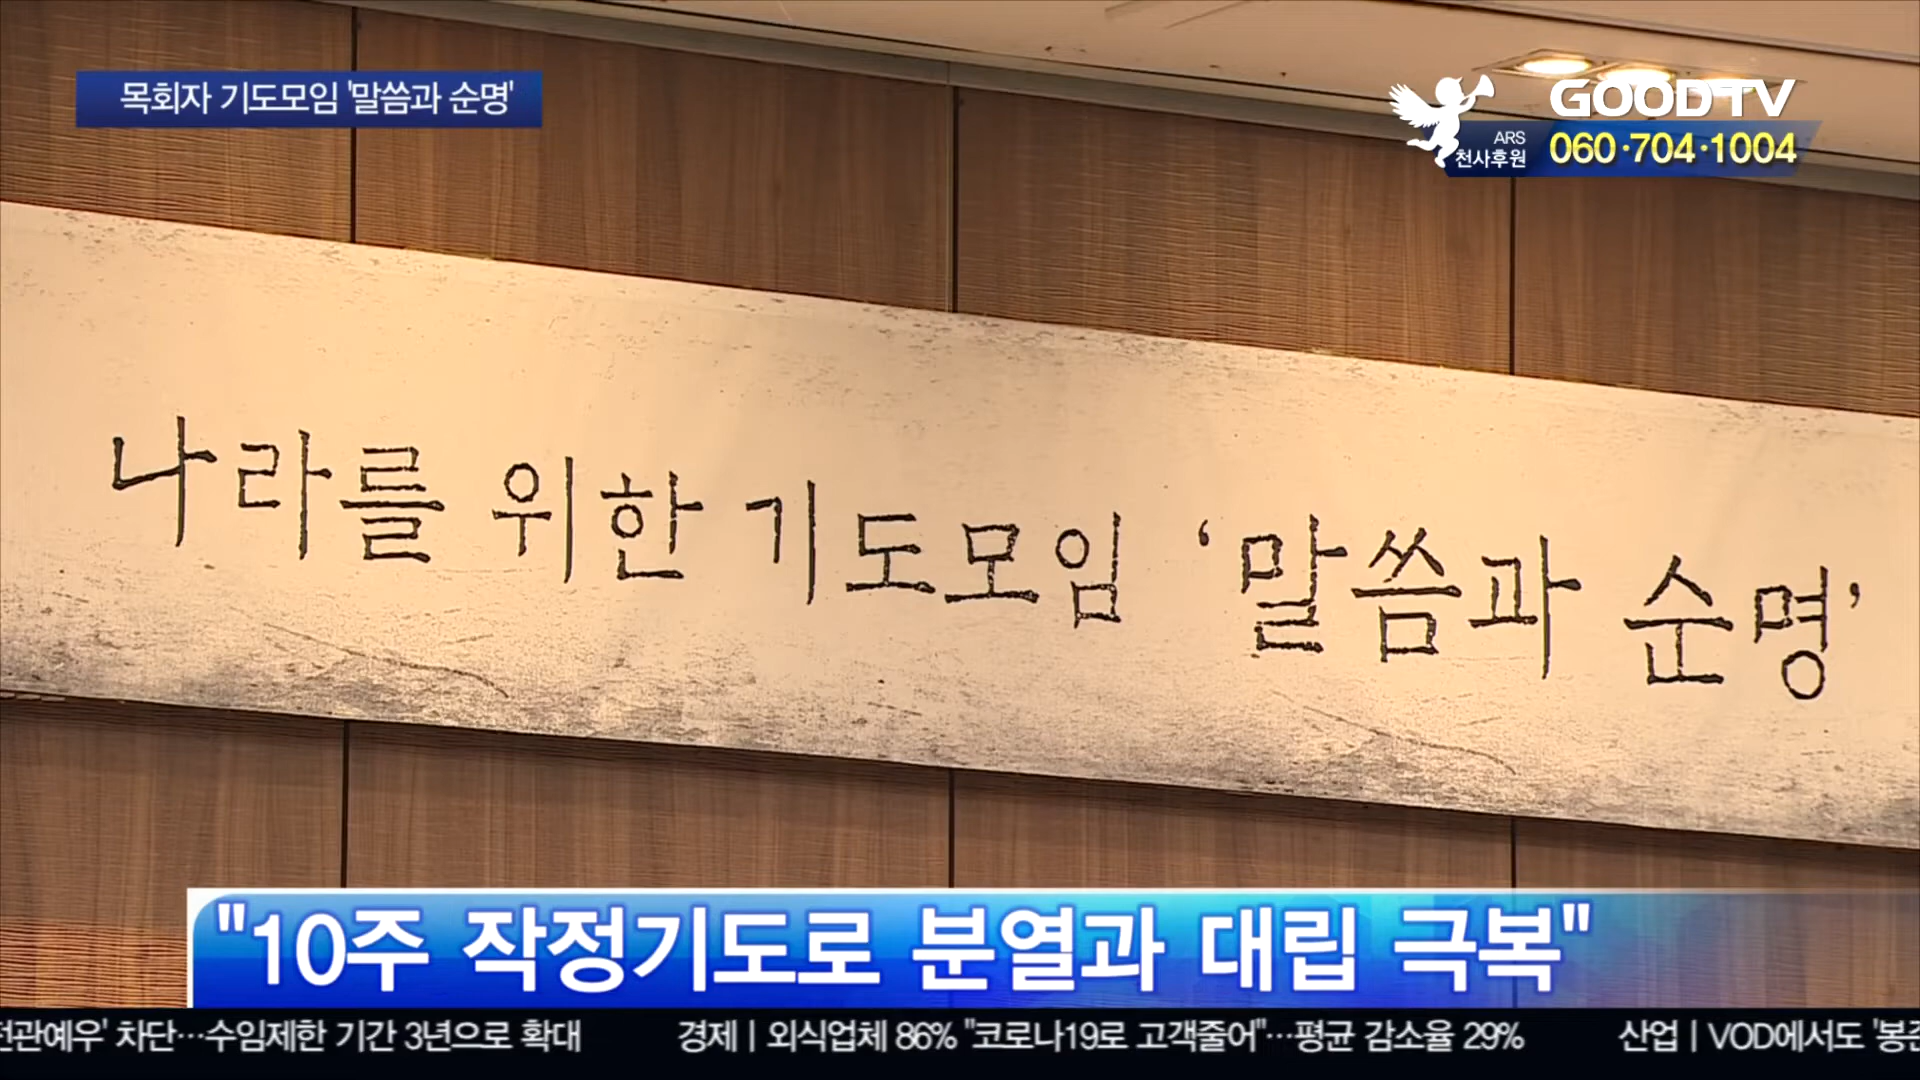 목회자 기도모임 '말씀과 순명'
GOODTV
ARS
천사후원
060·704·1004
나라를 위한 기도모임 ‘말씀과 순명’
"10주 작정기도로 분열과 대립 극복"
전관예우' 차단…수임제한 기간 3년으로 확대 경제 | 외식업체 86% "코로나19로 고객줄어"…평균 감소율 29% 산업 | VOD에서도 '봉준